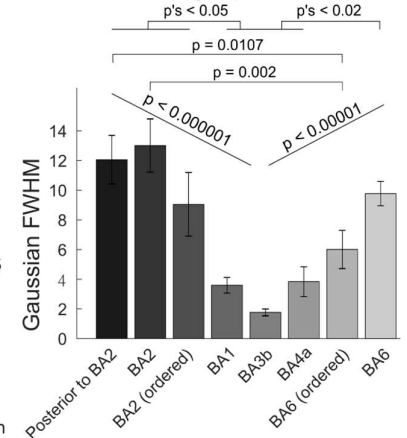 p's < 0.05
p's < 0.02
p = 0.0107
p = 0.002
p < 0.000001
p < 0.00001
Gaussian FWHM
14
12
10
8
6
4
2
0
Posterior to BA2
BA2
BA2 (ordered)
BA1
BA3b
BA4a
BA6 (ordered)
BA6